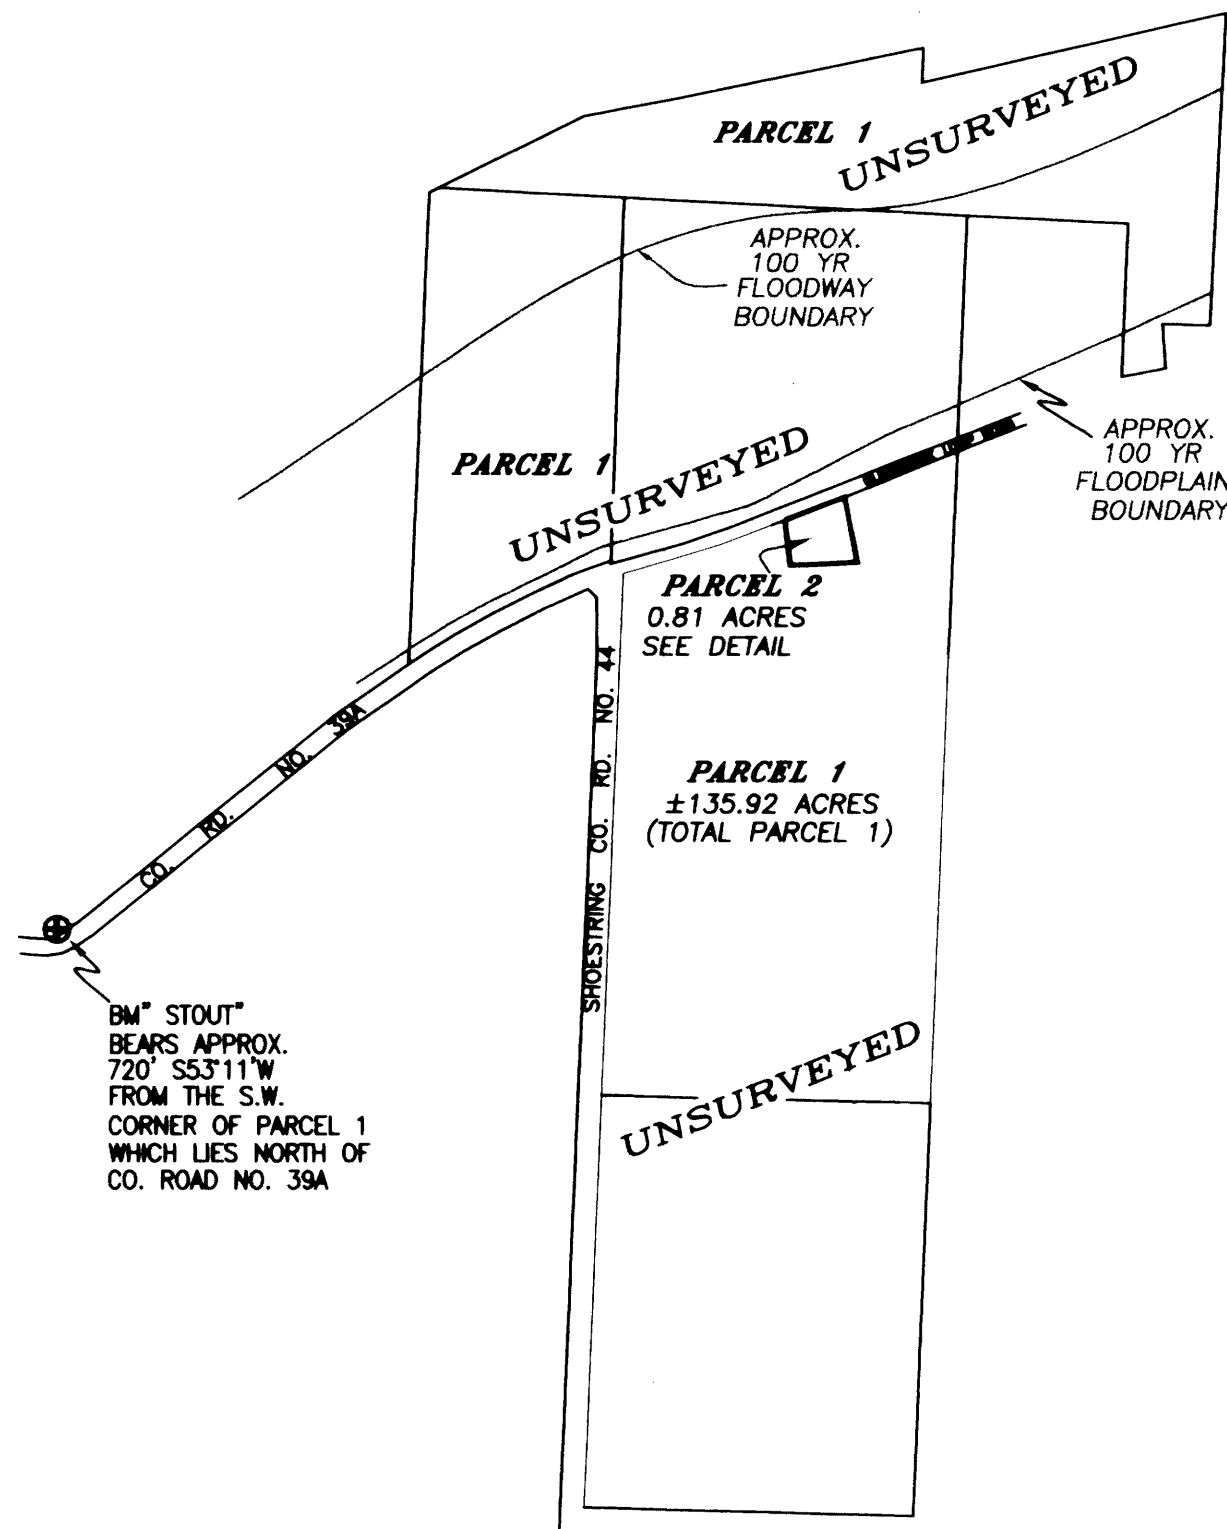 PARCEL 1
UNSURVEYED
APPROX.
100 YR
FLOODWAY
BOUNDARY
PARCEL 1
UNSURVEYED
APPROX.
100 YR
FLOODPLAIN
BOUNDARY
PARCEL 2
0.81 ACRES
SEE DETAIL
CO. RD. NO. 39A
SHOESTRING CO. RD. NO. 44
PARCEL 1
±135.92 ACRES
(TOTAL PARCEL 1)
BM" STOUT"
BEARS APPROX.
720' S53°11'W
FROM THE S.W.
CORNER OF PARCEL 1
WHICH LIES NORTH OF
CO. ROAD NO. 39A
UNSURVEYED